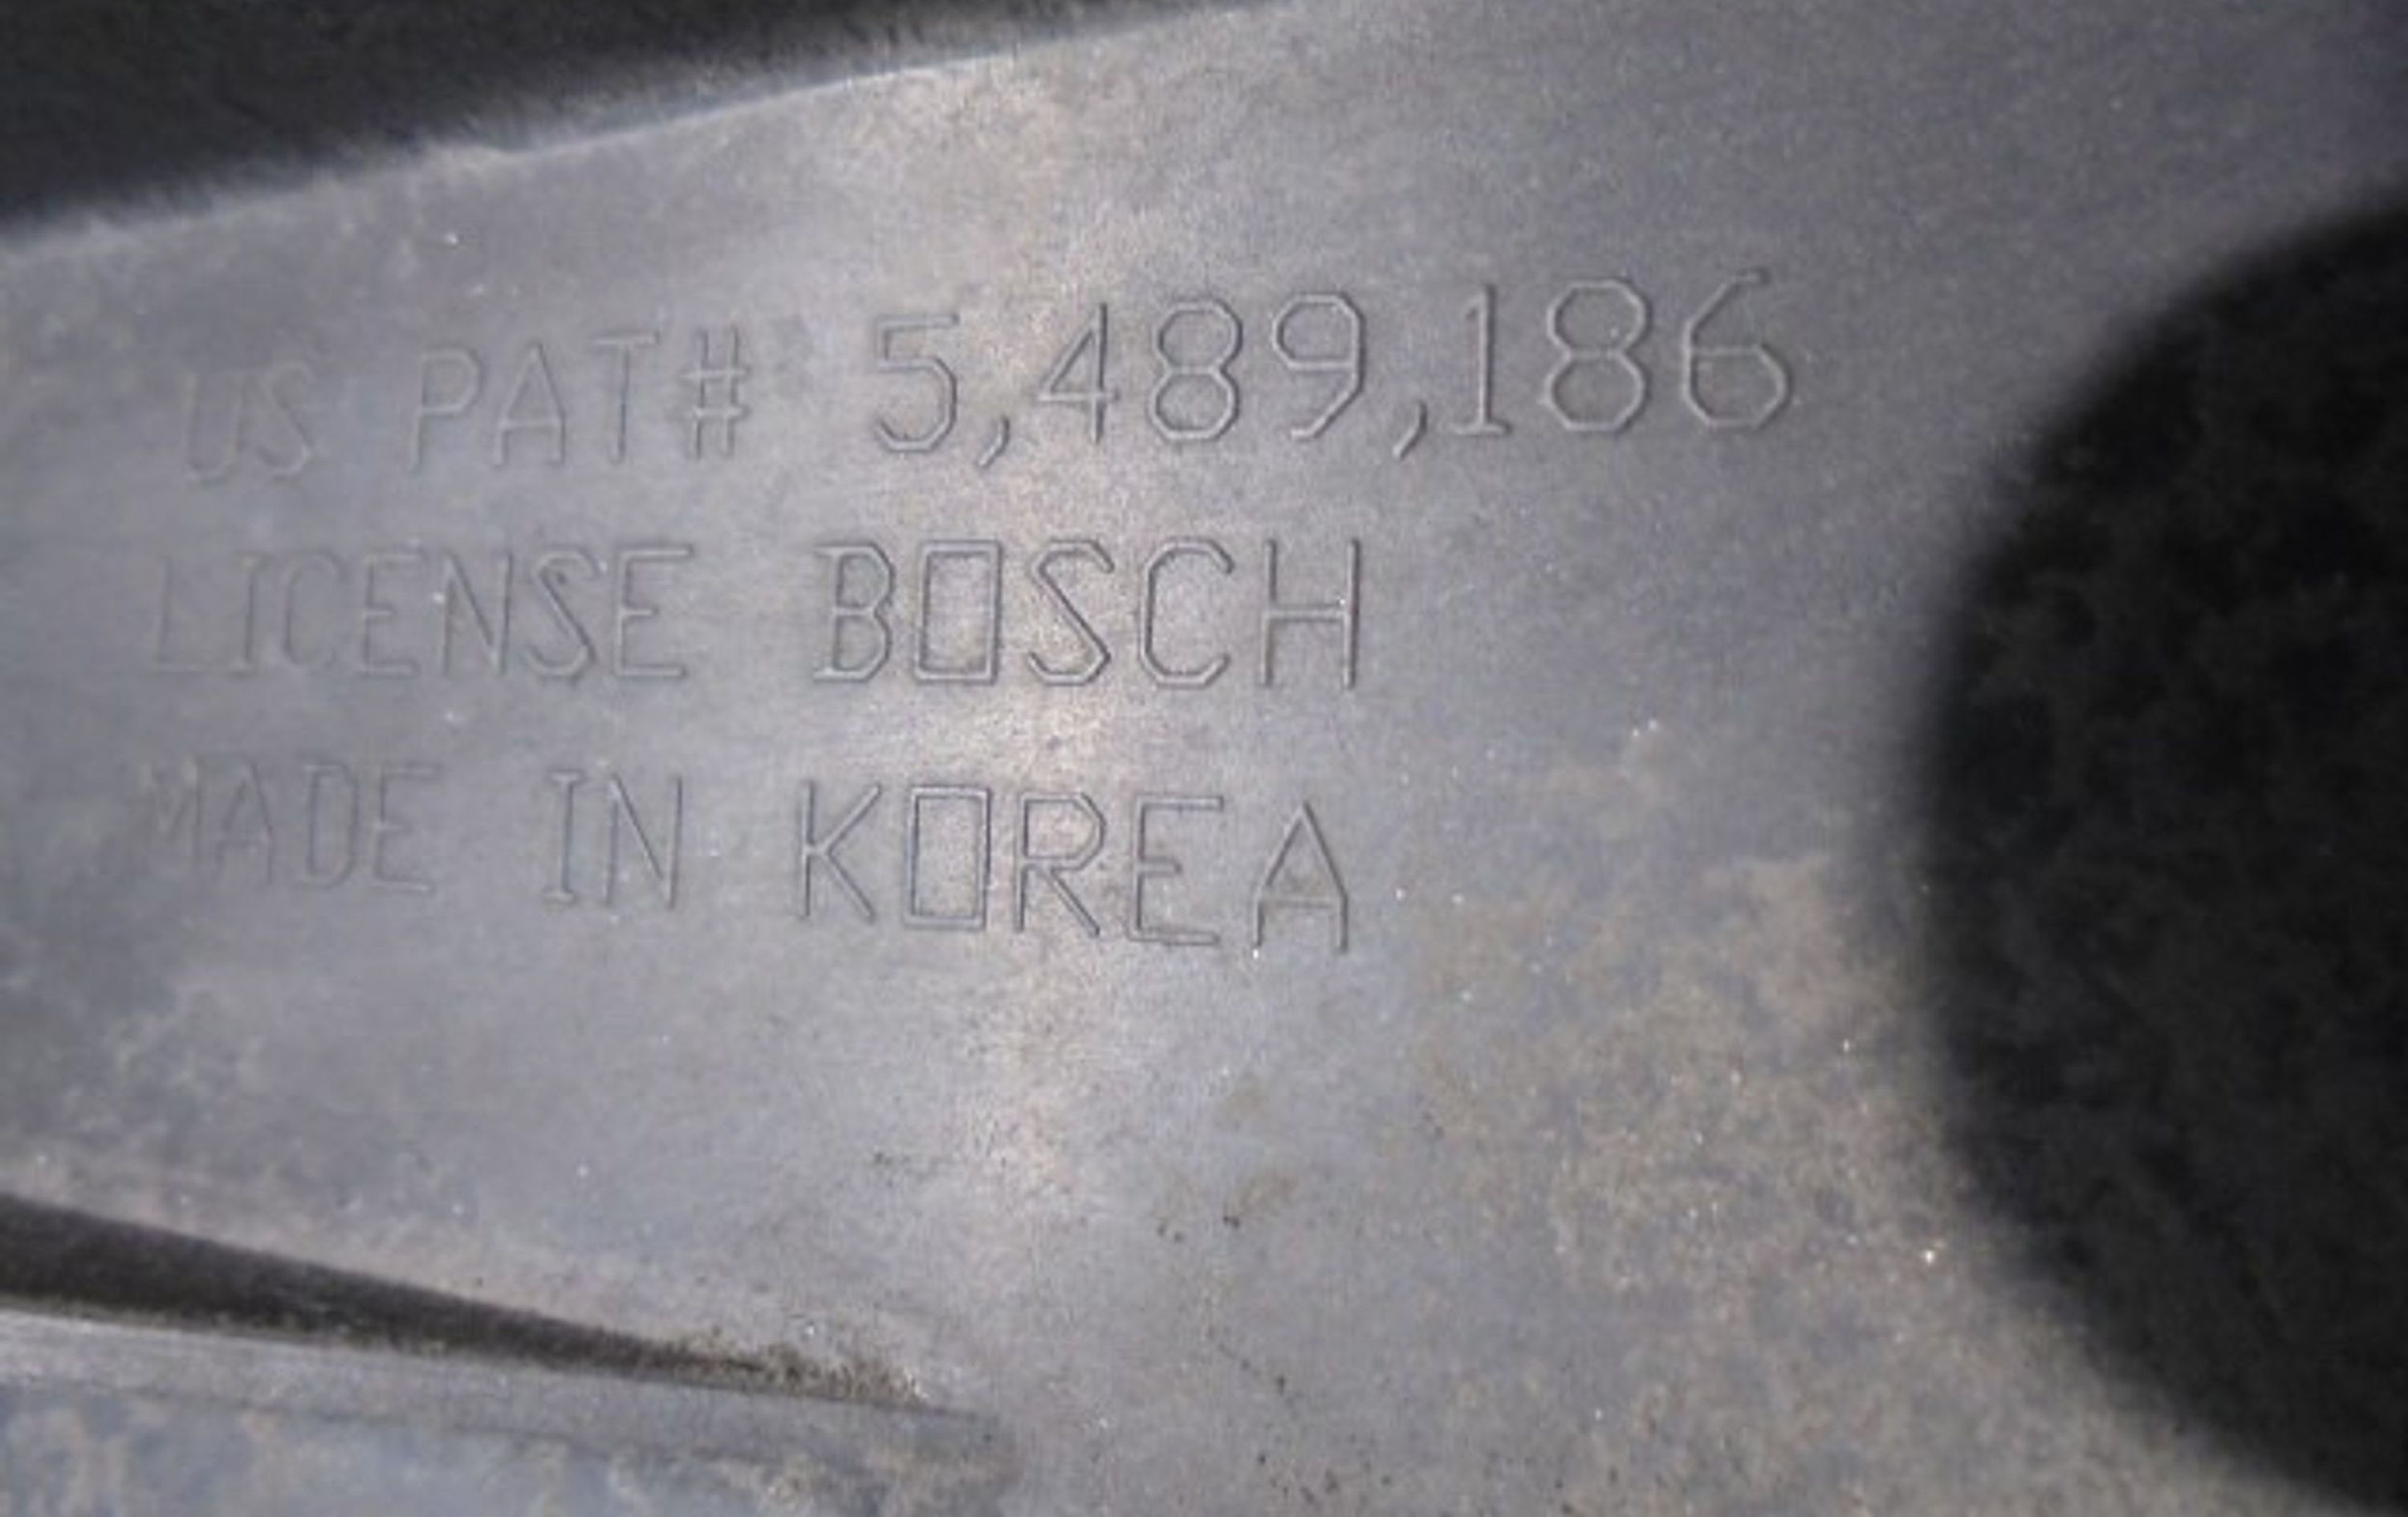 US PAT# 5,489,186
LICENSE BOSCH
MADE IN KOREA